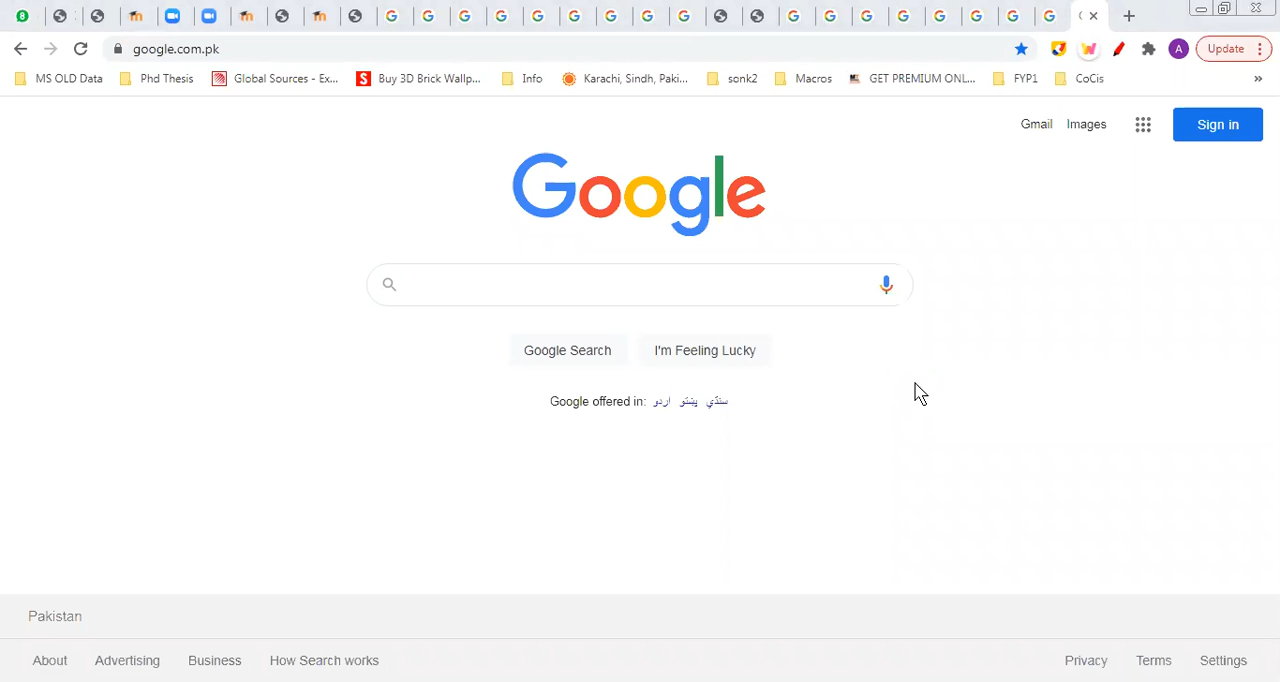 8
google.com.pk
A
Update
MS OLD Data
Phd Thesis
Global Sources - Ex...
Buy 3D Brick Wallp...
Info
Karachi, Sindh, Paki...
sonk2
Macros
GET PREMIUM ONL...
FYP1
CoCis
»
Gmail Images
Sign in
Google
Google Search
I'm Feeling Lucky
Google offered in: اردو پښتو سنڌي
Pakistan
About Advertising Business How Search works
Privacy Terms Settings